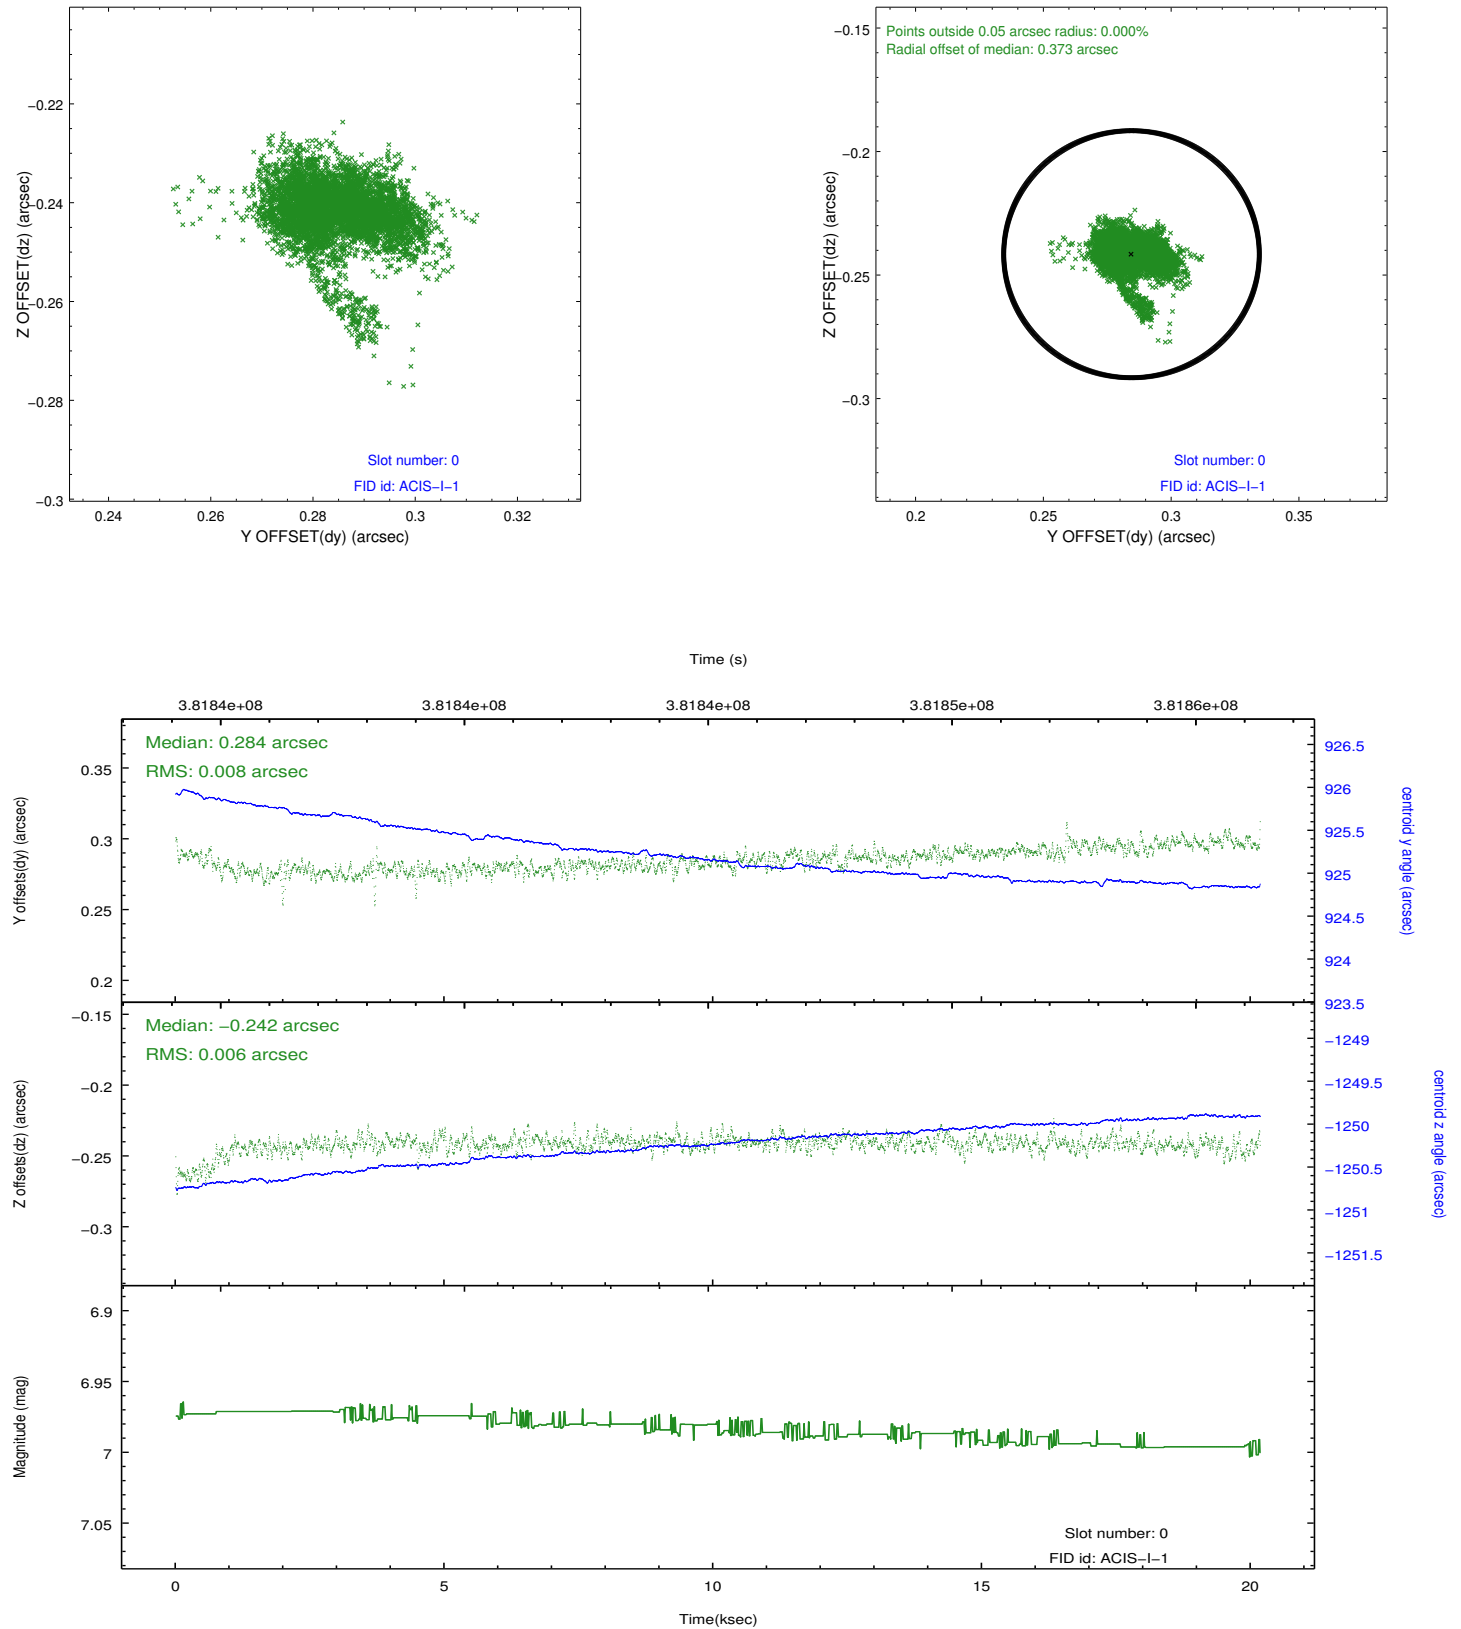 Z OFFSET(dz) (arcsec)
−0.22
−0.24
−0.26
−0.28
−0.3
Slot number: 0
FID id: ACIS−I−1
0.24 0.26 0.28 0.3 0.32
Y OFFSET(dy) (arcsec)
Points outside 0.05 arcsec radius: 0.000%
Radial offset of median: 0.373 arcsec
Z OFFSET(dz) (arcsec)
−0.15
−0.2
−0.25
−0.3
Slot number: 0
FID id: ACIS−I−1
0.2 0.25 0.3 0.35
Y OFFSET(dy) (arcsec)
Time (s)
3.8184e+08 3.8184e+08 3.8184e+08 3.8185e+08 3.8186e+08
Median: 0.284 arcsec
RMS: 0.008 arcsec
Y offsets(dy) (arcsec)
0.35
0.3
0.25
0.2
926.5
926
925.5
925
924.5
924
923.5
centroid y angle (arcsec)
Median: −0.242 arcsec
RMS: 0.006 arcsec
Z offsets(dz) (arcsec)
−0.15
−0.2
−0.25
−0.3
−1249
−1249.5
−1250
−1250.5
−1251
−1251.5
centroid z angle (arcsec)
Magnitude (mag)
6.9
6.95
7
7.05
Slot number: 0
FID id: ACIS−I−1
0 5 10 15 20
Time(ksec)